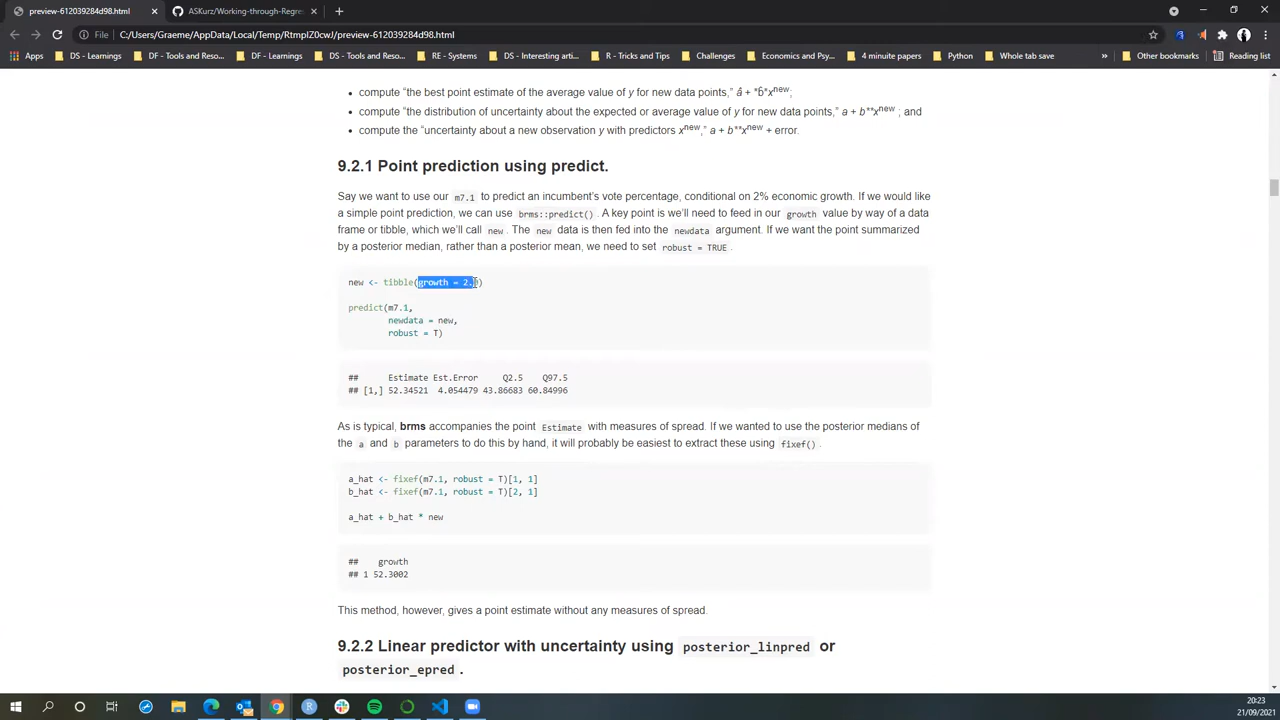 preview-612039284d98.html
ASKurz/Working-through-Regre
File C:/Users/Graeme/AppData/Local/Temp/RtmpIZ0cwJ/preview-612039284d98.html
Apps DS - Learning DF - Tools and Reso... DF - Learning DS - Tools and Reso... RE - Systems DS - Interesting arti... R - Tricks and Tips Challenges Economics and Psy... 4 minuite papers Python Whole tab save » Other bookmarks Reading list
• compute “the best point estimate of the average value of y for new data points,” â + *b̂*x^new;
• compute “the distribution of uncertainty about the expected or average value of y for new data points,” a + b**x^new ; and
• compute the “uncertainty about a new observation y with predictors x^new,” a + b**x^new + error.
9.2.1 Point prediction using predict.
Say we want to use our m7.1 to predict an incumbent’s vote percentage, conditional on 2% economic growth. If we would like
a simple point prediction, we can use brms::predict() . A key point is we’ll need to feed in our growth value by way of a data
frame or tibble, which we’ll call new . The new data is then fed into the newdata argument. If we want the point summarized
by a posterior median, rather than a posterior mean, we need to set robust = TRUE .
new <- tibble(growth = 2.0)
predict(m7.1,
newdata = new,
robust = T)
## Estimate Est.Error Q2.5 Q97.5
## [1,] 52.34521 4.054479 43.86683 60.84996
As is typical, brms accompanies the point Estimate with measures of spread. If we wanted to use the posterior medians of
the a and b parameters to do this by hand, it will probably be easiest to extract these using fixef() .
a_hat <- fixef(m7.1, robust = T)[1, 1]
b_hat <- fixef(m7.1, robust = T)[2, 1]
a_hat + b_hat * new
## growth
## 1 52.3002
This method, however, gives a point estimate without any measures of spread.
9.2.2 Linear predictor with uncertainty using posterior_linpred or
posterior_epred .
20:23
21/09/2021